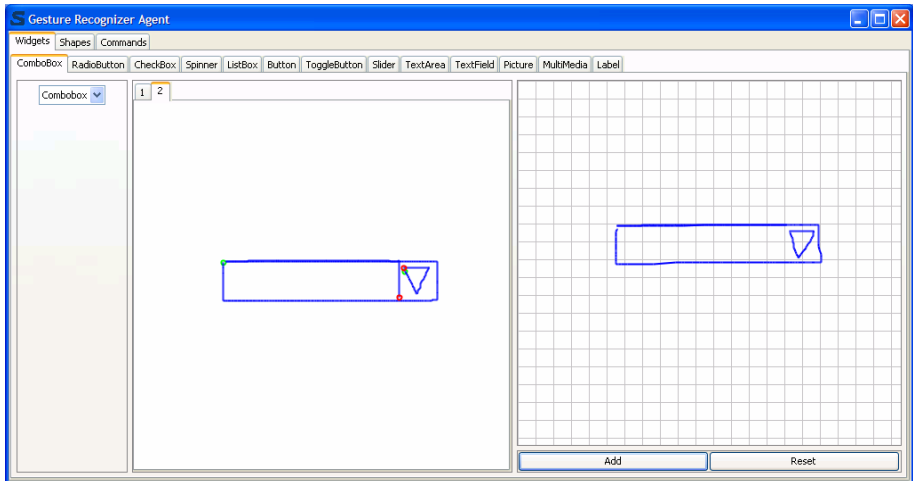 Gesture Recognizer Agent
Widgets Shapes Commands
ComboBox RadioButton CheckBox Spinner ListBox Button ToggleButton Slider TextArea TextField Picture MultiMedia Label
Combobox
1 2
Add Reset